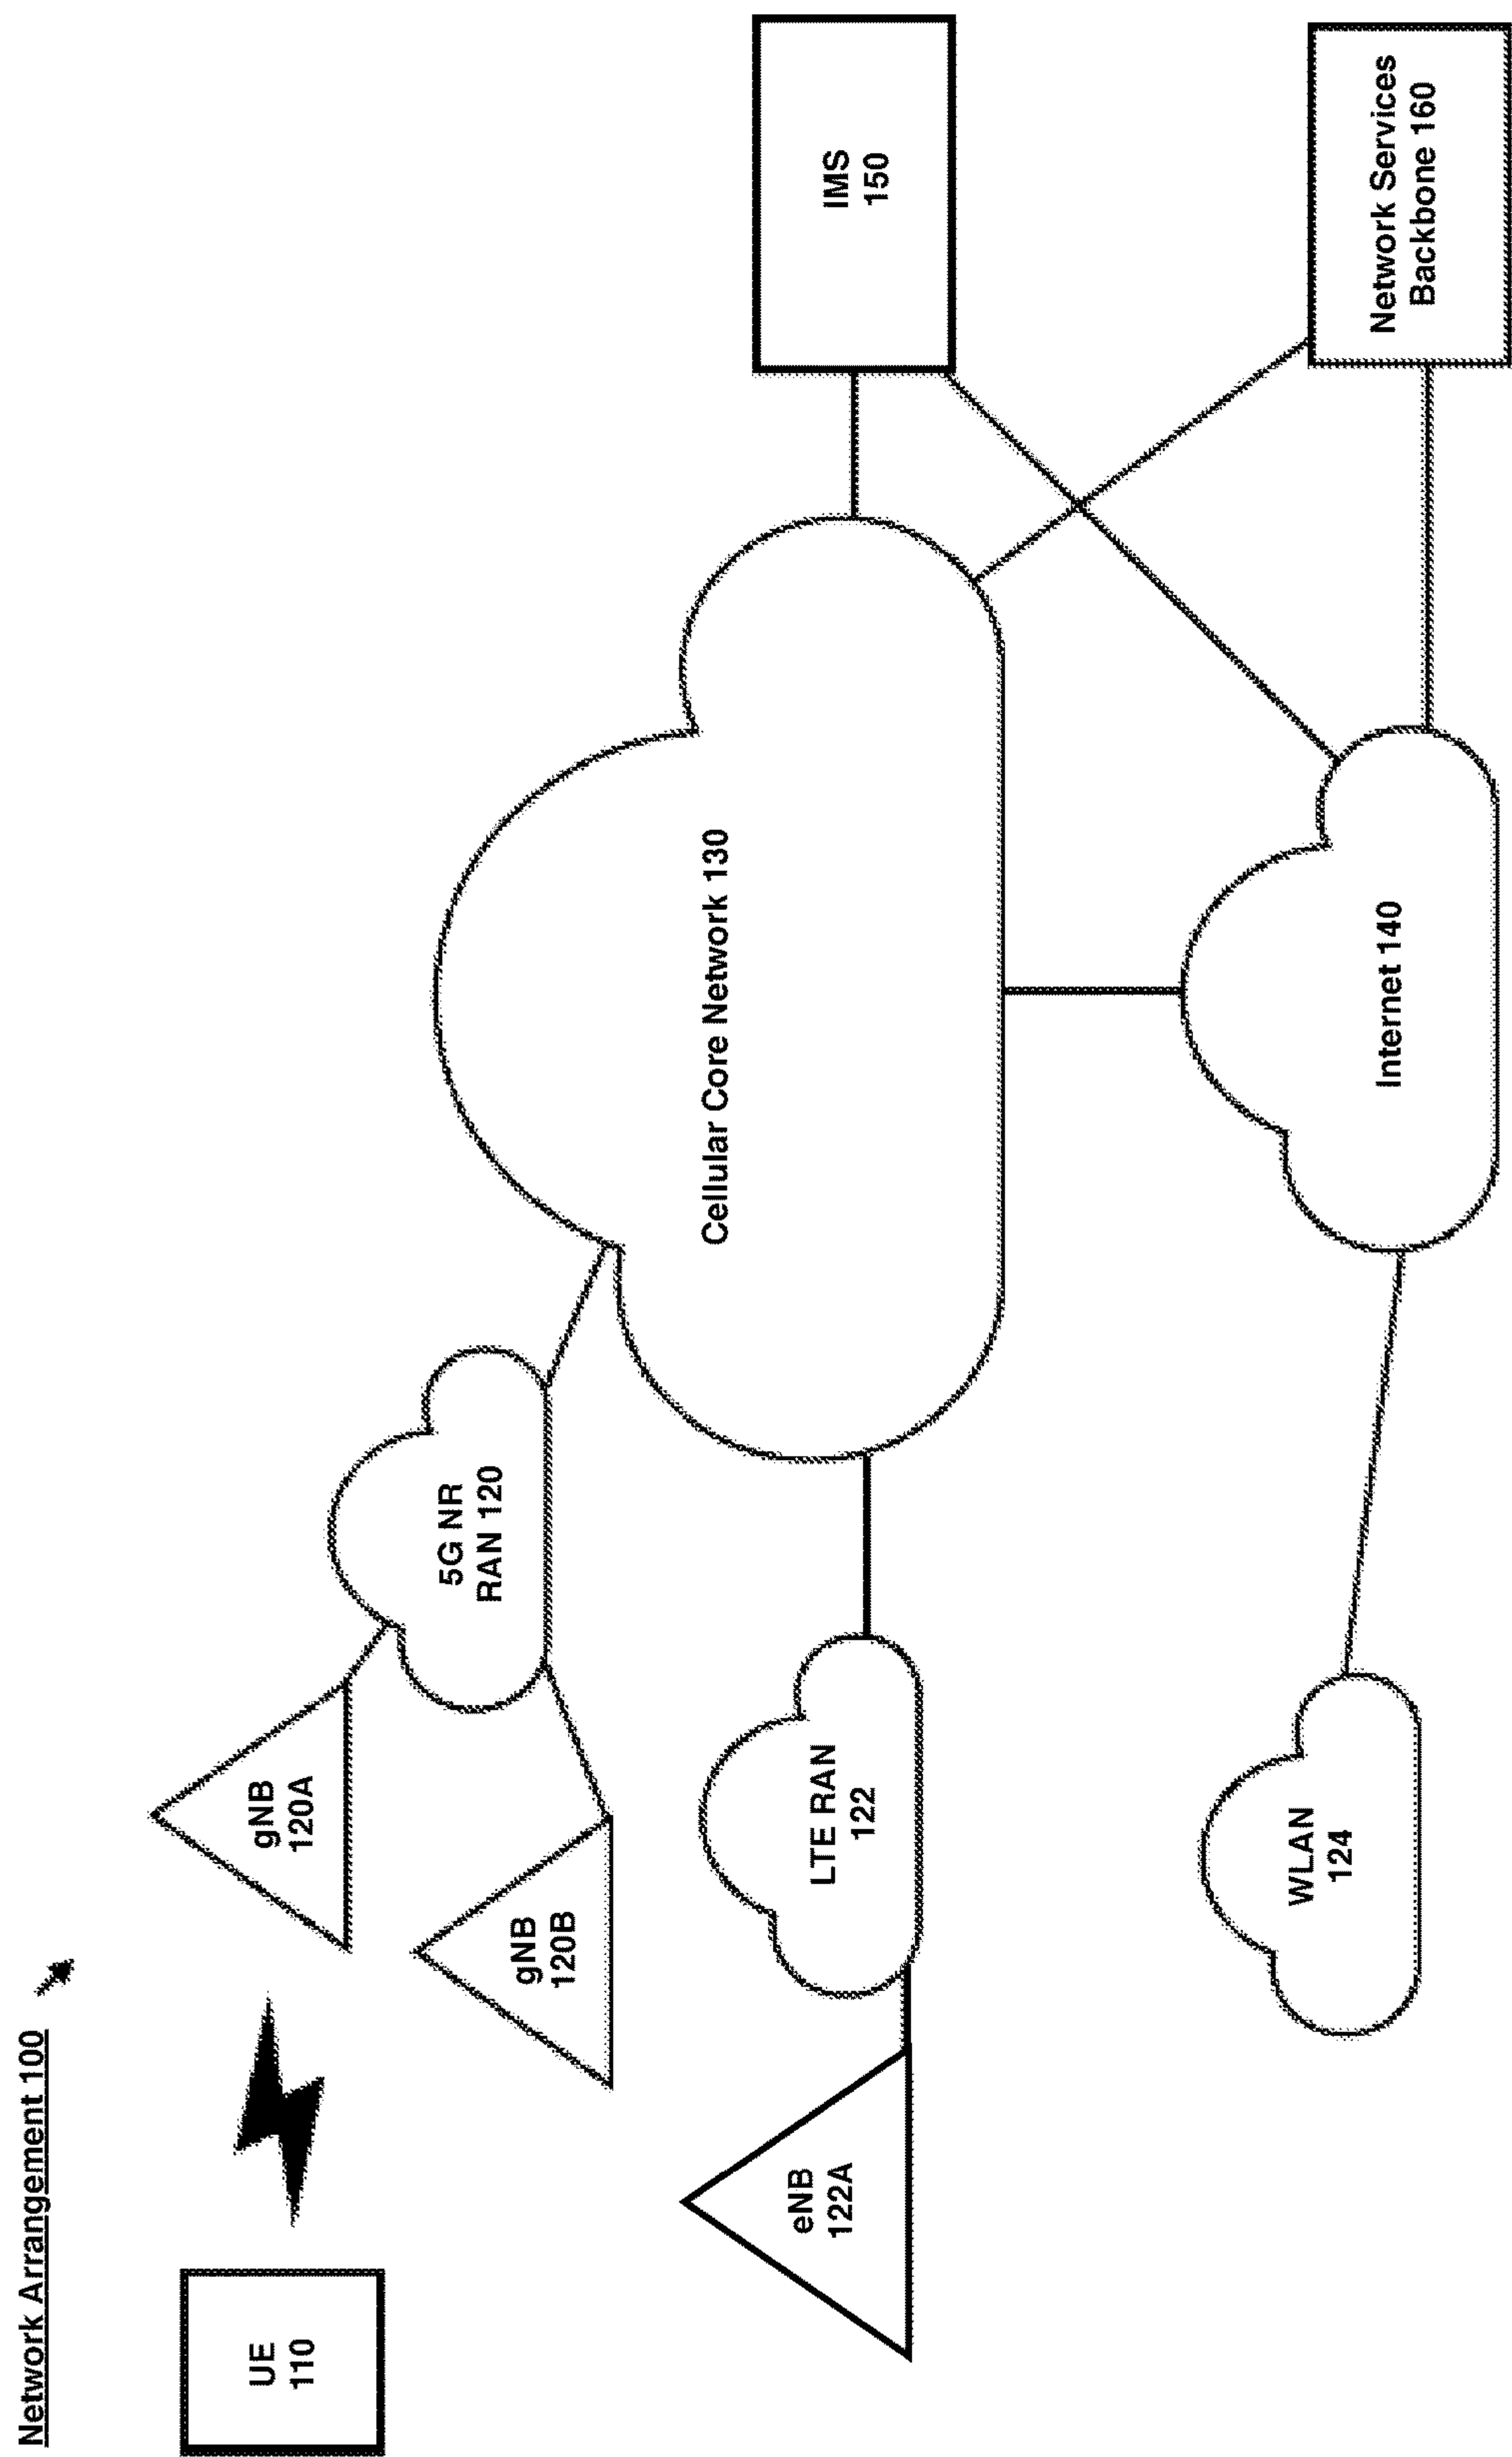 Network Arrangement 100
UE
110
gNB
120A
gNB
120B
5G NR
RAN 120
eNB
122A
LTE RAN
122
Cellular Core Network 130
IMS
150
WLAN
124
Internet 140
Network Services
Backbone 160